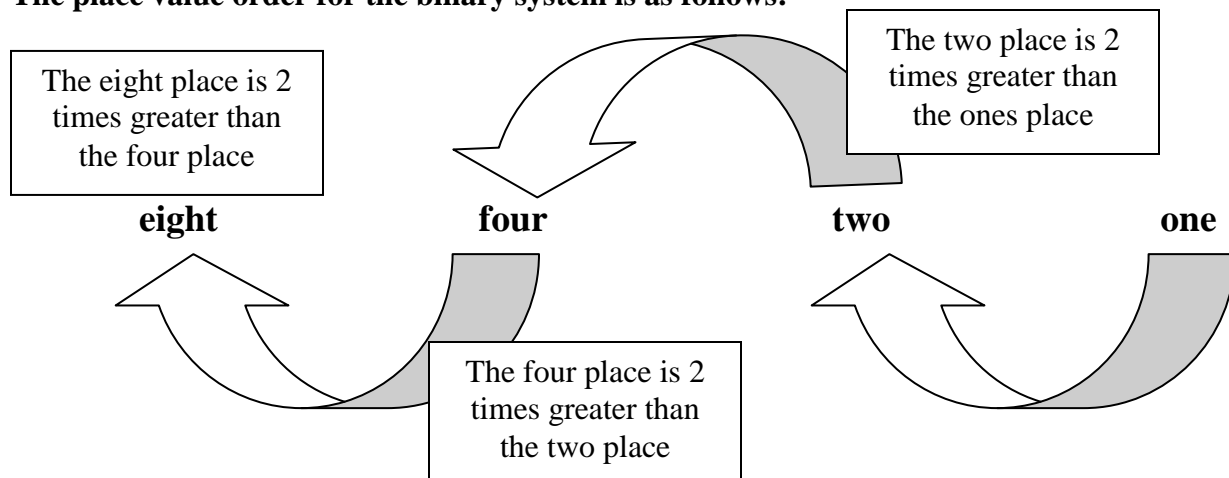 The place value order for the binary system is as follows:
The eight place is 2
times greater than
the four place
The two place is 2
times greater than
the ones place
eight four two one
The four place is 2
times greater than
the two place